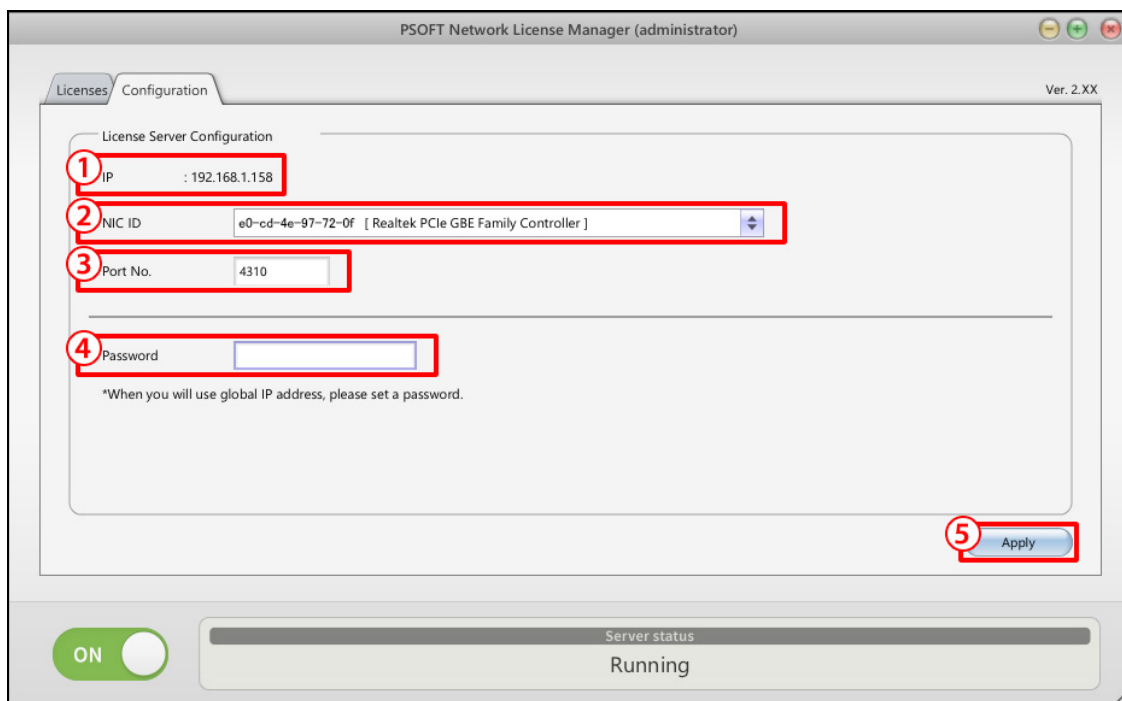 PSOFT Network License Manager (administrator)
Licenses
Configuration
Ver. 2.XX
License Server Configuration
1
IP : 192.168.1.158
2
NIC ID e0-cd-4e-97-72-0f [ Realtek PCIe GBE Family Controller ]
3
Port No. 4310
4
Password
*When you will use global IP address, please set a password.
5
Apply
Server status
ON
Running